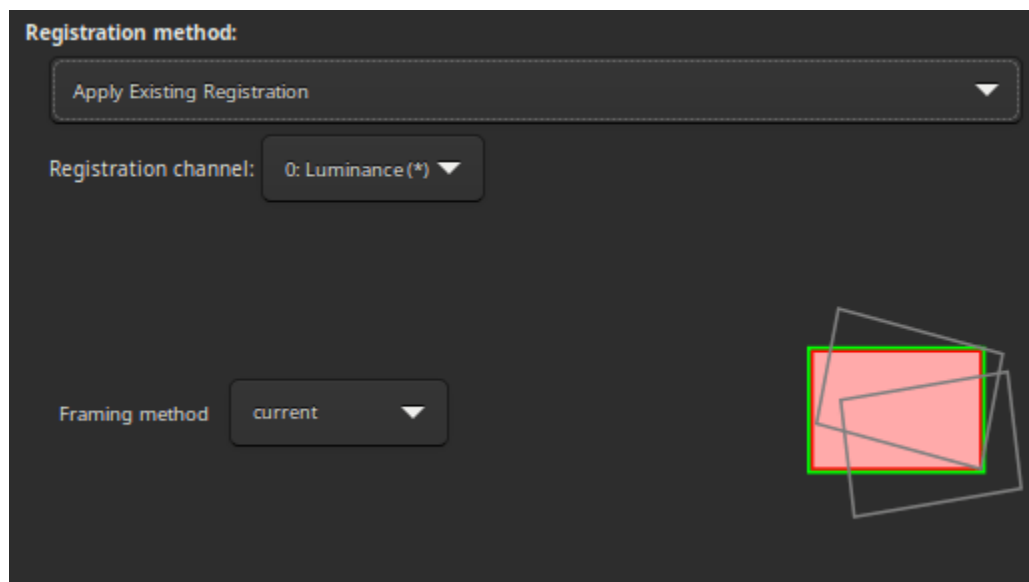 Registration method:
Apply Existing Registration
Registration channel: 0: Luminance (*)
Framing method current